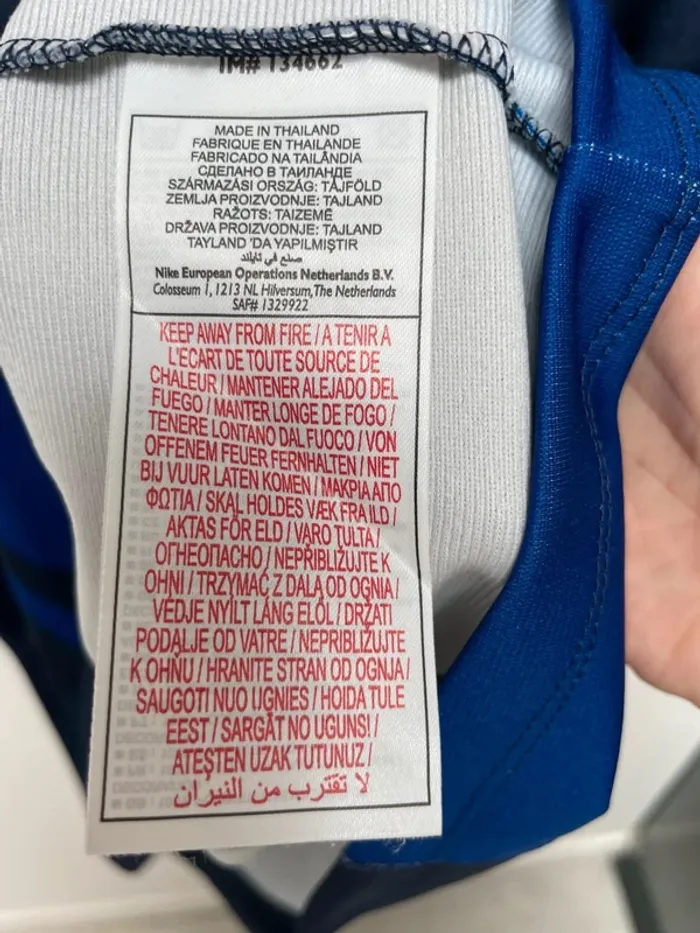 IM# 134662
MADE IN THAILAND
FABRIQUE EN THAILANDE
FABRICADO NA TAILÂNDIA
СДЕЛАНО В ТАИЛАНДЕ
SZÁRMAZÁSI ORSZÁG: TÁJFÖLD
ZEMLJA PROIZVODNJE: TAJLAND
RAŽOTS: TAIZEMĒ
DRŽAVA PROIZVODNJE: TAJLAND
TAYLAND 'DA YAPILMIŞTIR
صنع في تايلند
Nike European Operations Netherlands B.V.
Colosseum 1, 1213 NL Hilversum, The Netherlands
SAF# 1329922
KEEP AWAY FROM FIRE / A TENIR A
L'ÉCART DE TOUTE SOURCE DE
CHALEUR / MANTENER ALEJADO DEL
FUEGO / MANTER LONGE DE FOGO /
TENERE LONTANO DAL FUOCO / VON
OFFENEM FEUER FERNHALTEN / NIET
BIJ VUUR LATEN KOMEN / ΜΑΚΡΙΑ ΑΠΟ
ΦΩΤΙΑ / SKAL HOLDES VÆK FRA ILD /
AKTAS FÖR ELD / VARO TULTA /
ОГНЕОПАСНО / NEPŘIBLIŽUJTE K
OHNI / TRZYMAĆ Z DALA OD OGNIA /
VÉDJE NYÍLT LÁNG ELŐL / DRŽATI
PODALJE OD VATRE / NEPRIBLIŽUJTE
K OHŇU / HRANITE STRAN OD OGNJA /
SAUGOTI NUO UGNIES / HOIDA TULE
EEST / SARGĀT NO UGUNS! /
ATEŞTEN UZAK TUTUNUZ /
لا تقترب من النيران